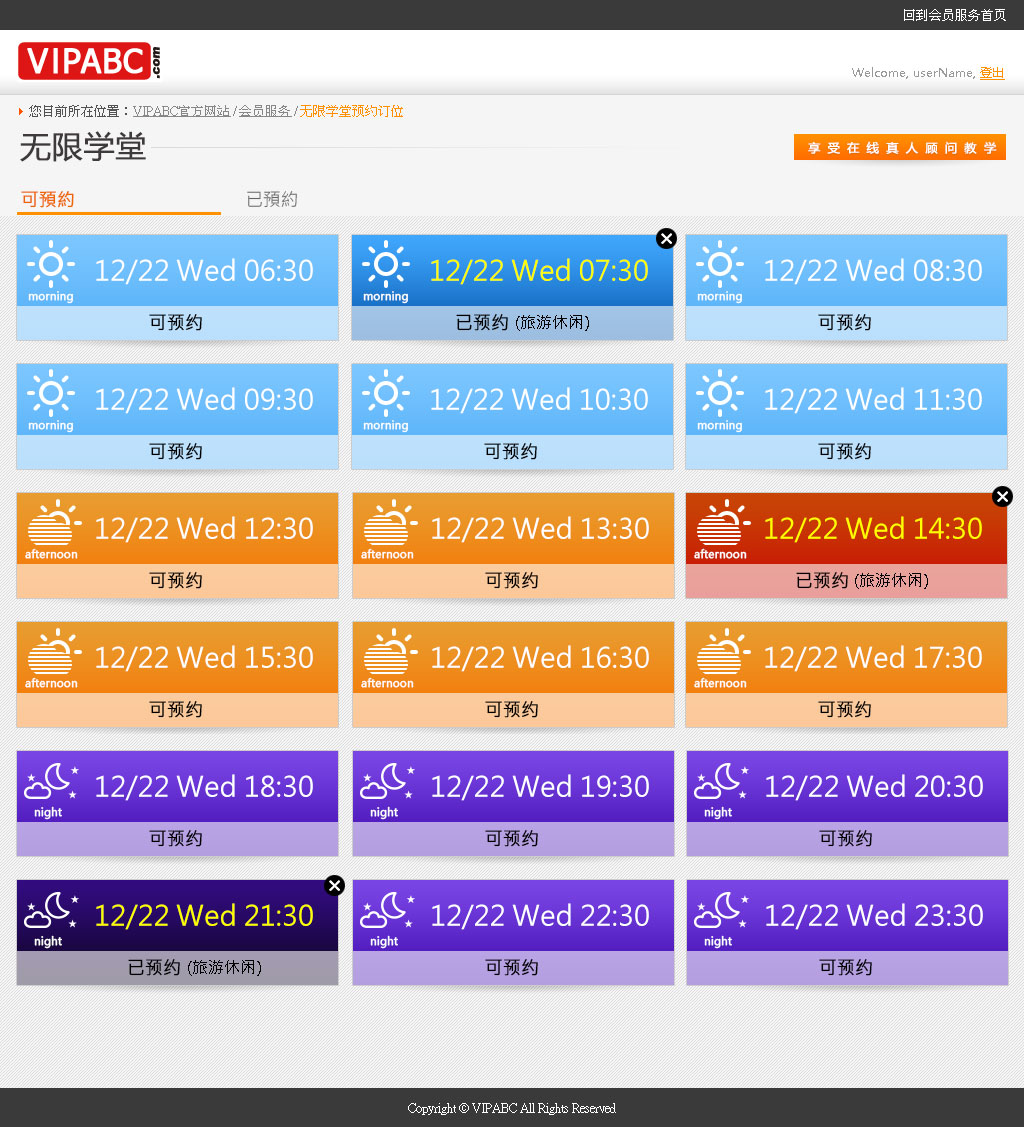 回到会员服务首页
VIPABC.com
Welcome, userName, 登出
您目前所在位置：VIPABC官方网站 / 会员服务 / 无限学堂预约订位
无限学堂
享受在线真人顾问教学
可預約 已預約
morning 12/22 Wed 06:30
可预约
morning 12/22 Wed 07:30
已预约 (旅游休闲)
morning 12/22 Wed 08:30
可预约
morning 12/22 Wed 09:30
可预约
morning 12/22 Wed 10:30
可预约
morning 12/22 Wed 11:30
可预约
afternoon 12/22 Wed 12:30
可预约
afternoon 12/22 Wed 13:30
可预约
afternoon 12/22 Wed 14:30
已预约 (旅游休闲)
afternoon 12/22 Wed 15:30
可预约
afternoon 12/22 Wed 16:30
可预约
afternoon 12/22 Wed 17:30
可预约
night 12/22 Wed 18:30
可预约
night 12/22 Wed 19:30
可预约
night 12/22 Wed 20:30
可预约
night 12/22 Wed 21:30
已预约 (旅游休闲)
night 12/22 Wed 22:30
可预约
night 12/22 Wed 23:30
可预约
Copyright © VIPABC All Rights Reserved